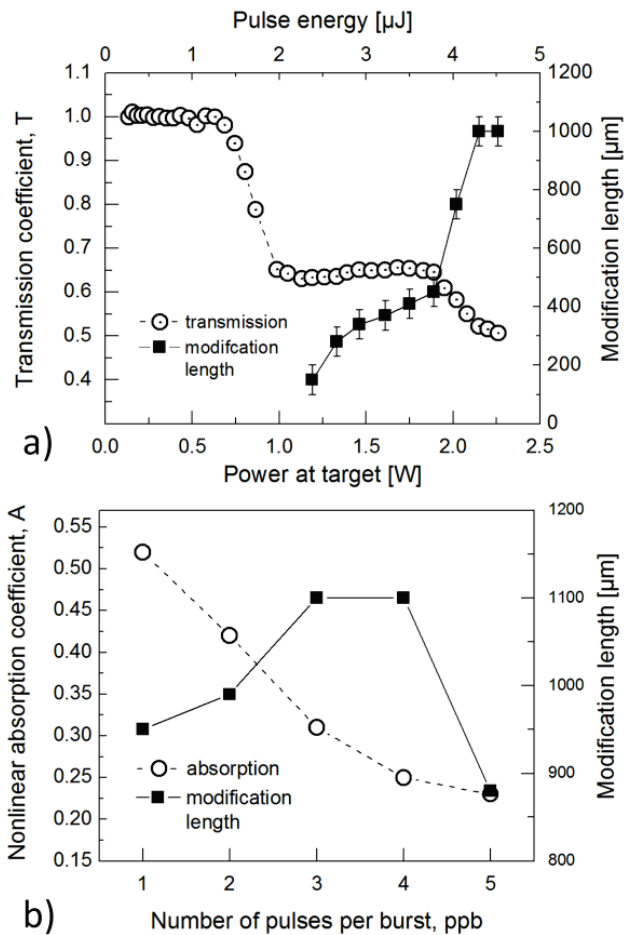 Pulse energy [µJ]
0 1 2 3 4 5
Transmission coefficient, T
1.1
1.0
0.9
0.8
0.7
0.6
0.5
0.4
transmission
modifcation
length
1200
1000
800
600
400
200
0
Modification length [µm]
a)
0.0 0.5 1.0 1.5 2.0 2.5
Power at target [W]
Nonlinear absorption coefficient, A
0.55
0.50
0.45
0.40
0.35
0.30
0.25
0.20
0.15
absorption
modification
length
1200
1100
1000
900
800
Modification length [µm]
1 2 3 4 5
b)
Number of pulses per burst, ppb